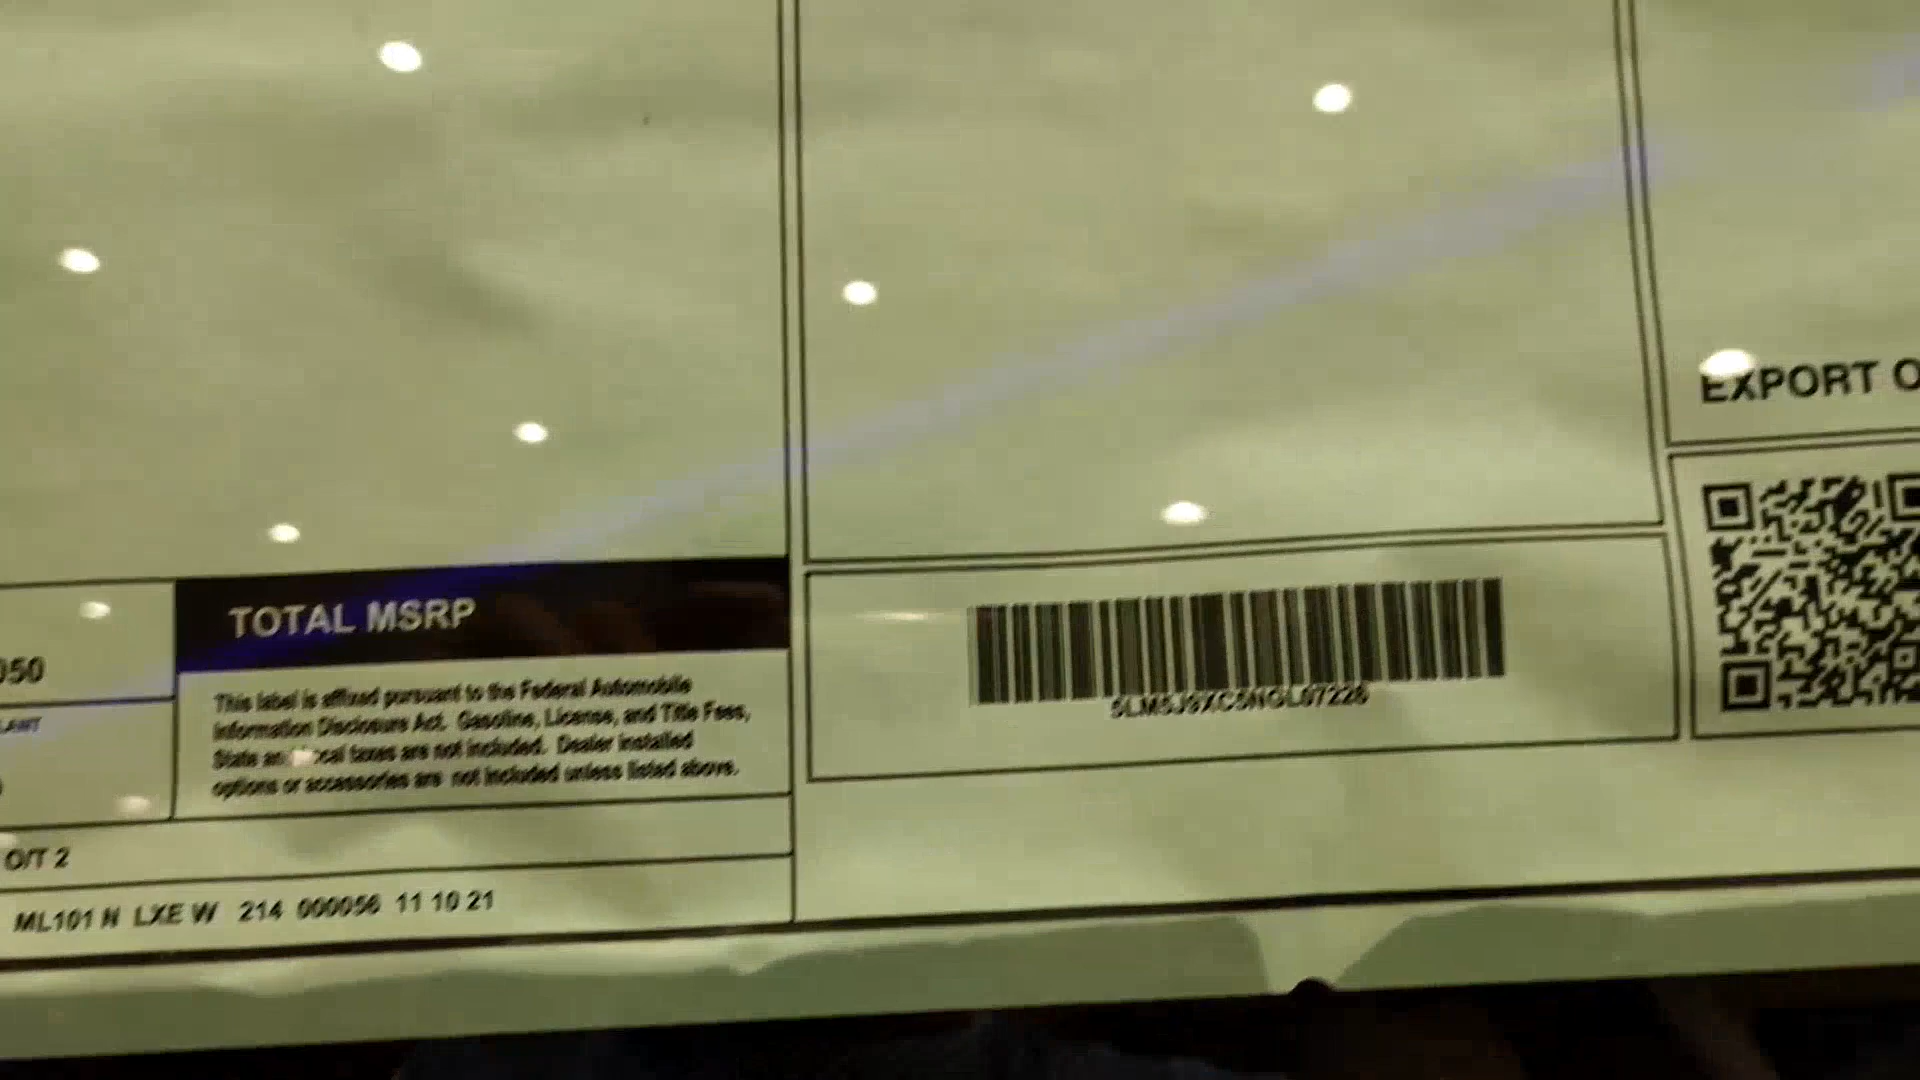 EXPORT O
TOTAL MSRP
050
This label is affixed pursuant to the Federal Automobile
Information Disclosure Act. Gasoline, License, and Title Fees,
State an ocal taxes are not included. Dealer installed
options or accessories are not included unless listed above.
O/T 2
ML101 N LXE W 214 000056 11 10 21